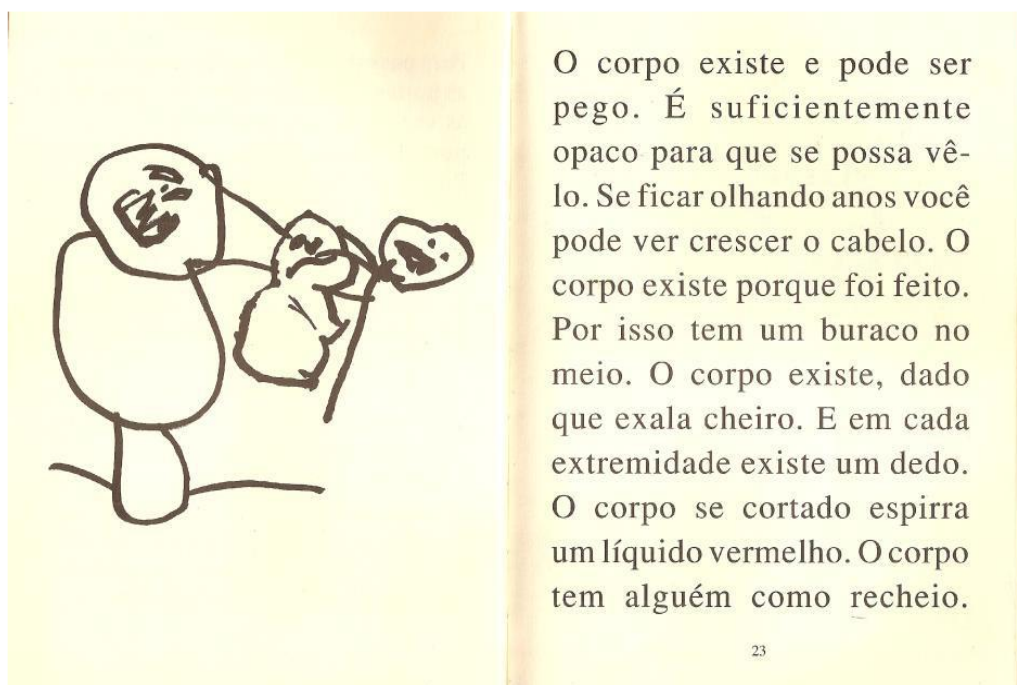 O corpo existe e pode ser
pego. É suficientemente
opaco para que se possa vê-
lo. Se ficar olhando anos você
pode ver crescer o cabelo. O
corpo existe porque foi feito.
Por isso tem um buraco no
meio. O corpo existe, dado
que exala cheiro. E em cada
extremidade existe um dedo.
O corpo se cortado espirra
um líquido vermelho. O corpo
tem alguém como recheio.
23